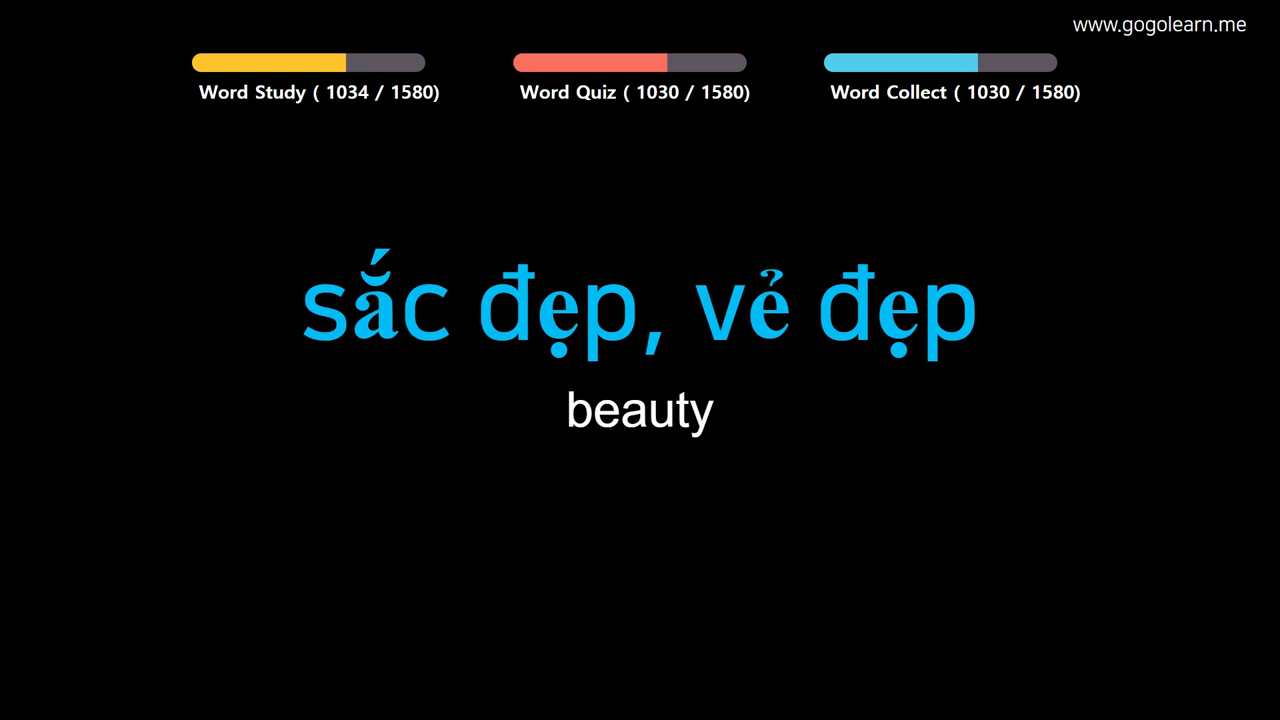 www.gogolearn.me
Word Study ( 1034 / 1580)
Word Quiz ( 1030 / 1580)
Word Collect ( 1030 / 1580)
sắc đẹp, vẻ đẹp
beauty